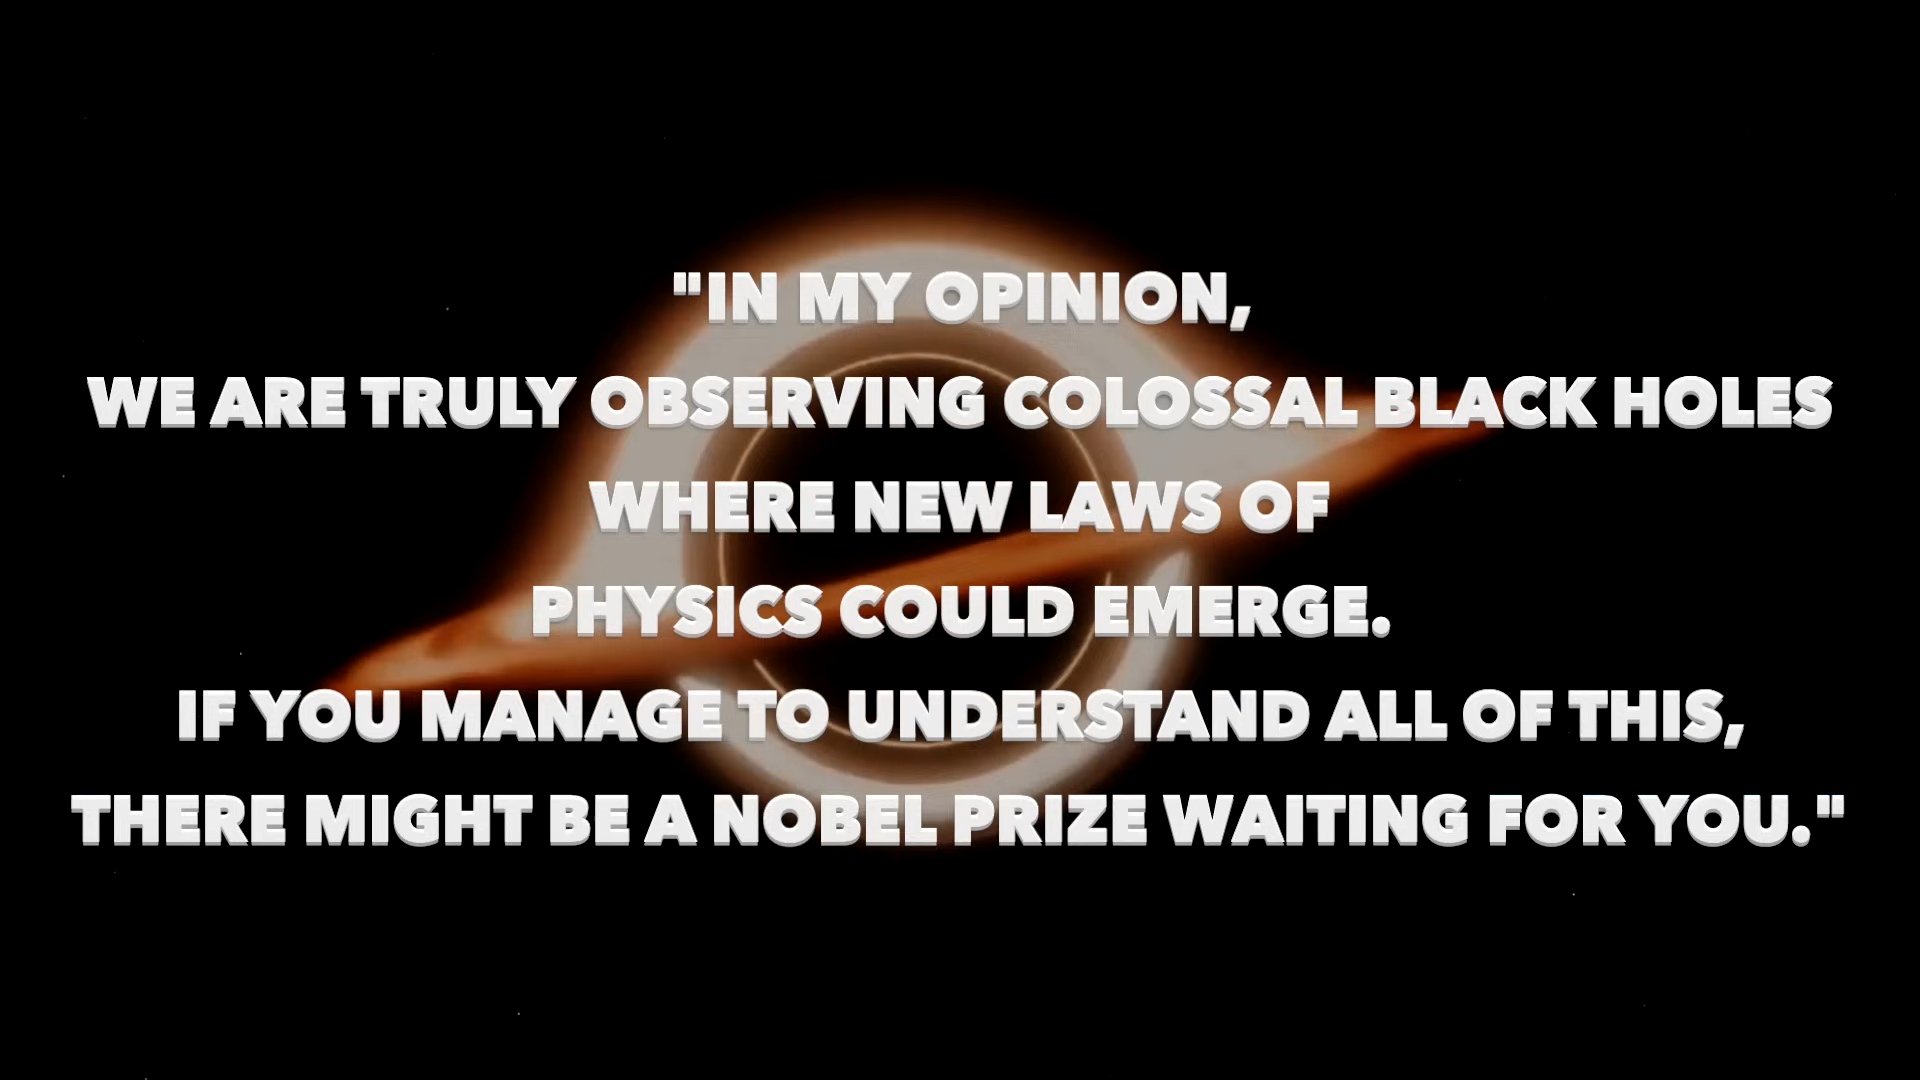 "IN MY OPINION,
WE ARE TRULY OBSERVING COLOSSAL BLACK HOLES
WHERE NEW LAWS OF
PHYSICS COULD EMERGE.
IF YOU MANAGE TO UNDERSTAND ALL OF THIS,
THERE MIGHT BE A NOBEL PRIZE WAITING FOR YOU."